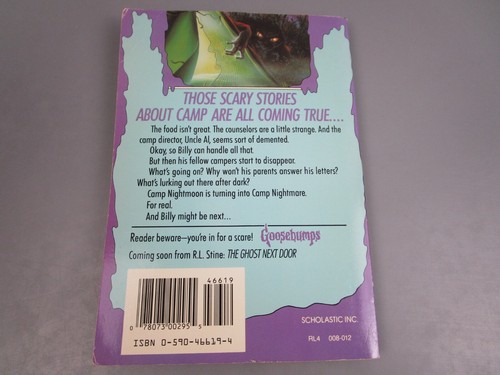 THOSE SCARY STORIES
ABOUT CAMP ARE ALL COMING TRUE....
The food isn't great. The counselors are a little strange. And the
camp director, Uncle Al, seems sort of demented.
Okay, so Billy can handle all that.
But then his fellow campers start to disappear.
What's going on? Why won't his parents answer his letters?
What's lurking out there after dark?
Camp Nightmoon is turning into Camp Nightmare.
For real.
And Billy might be next...
Reader beware—you're in for a scare! Goosebumps
Coming soon from R.L. Stine: THE GHOST NEXT DOOR
46619
0 78073 00295 5
ISBN 0-590-46619-4
SCHOLASTIC INC.
RL4 008-012